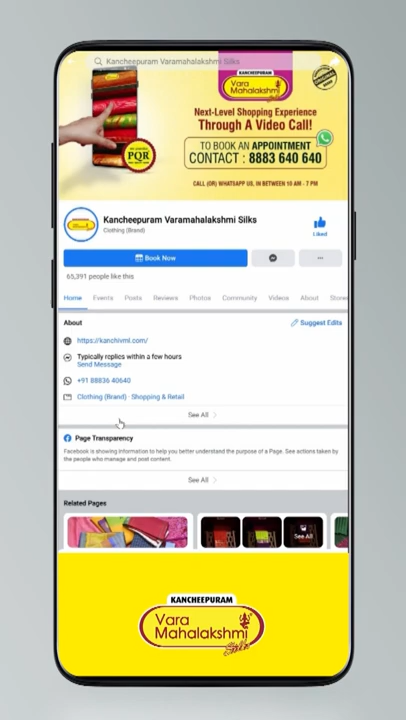 Kancheepuram Varamahalakshmi Silks
KANCHEEPURAM
Vara
Mahalakshmi
Silks
Next-Level Shopping Experience
Through A Video Call!
TO BOOK AN APPOINTMENT
CONTACT : 8883 640 640
PQR
CALL (OR) WHATSAPP US, IN BETWEEN 10 AM - 7 PM
Kancheepuram Varamahalakshmi Silks
Clothing (Brand)
Liked
Book Now
65,391 people like this
Home Events Posts Reviews Photos Community Videos About Store
About
Suggest Edits
https://kanchivml.com/
Typically replies within a few hours
Send Message
+91 88836 40640
Clothing (Brand) · Shopping & Retail
See All
Page Transparency
Facebook is showing information to help you better understand the purpose of a Page. See actions taken by
the people who manage and post content.
See All
Related Pages
See All
KANCHEEPURAM
Vara
Mahalakshmi
Silks